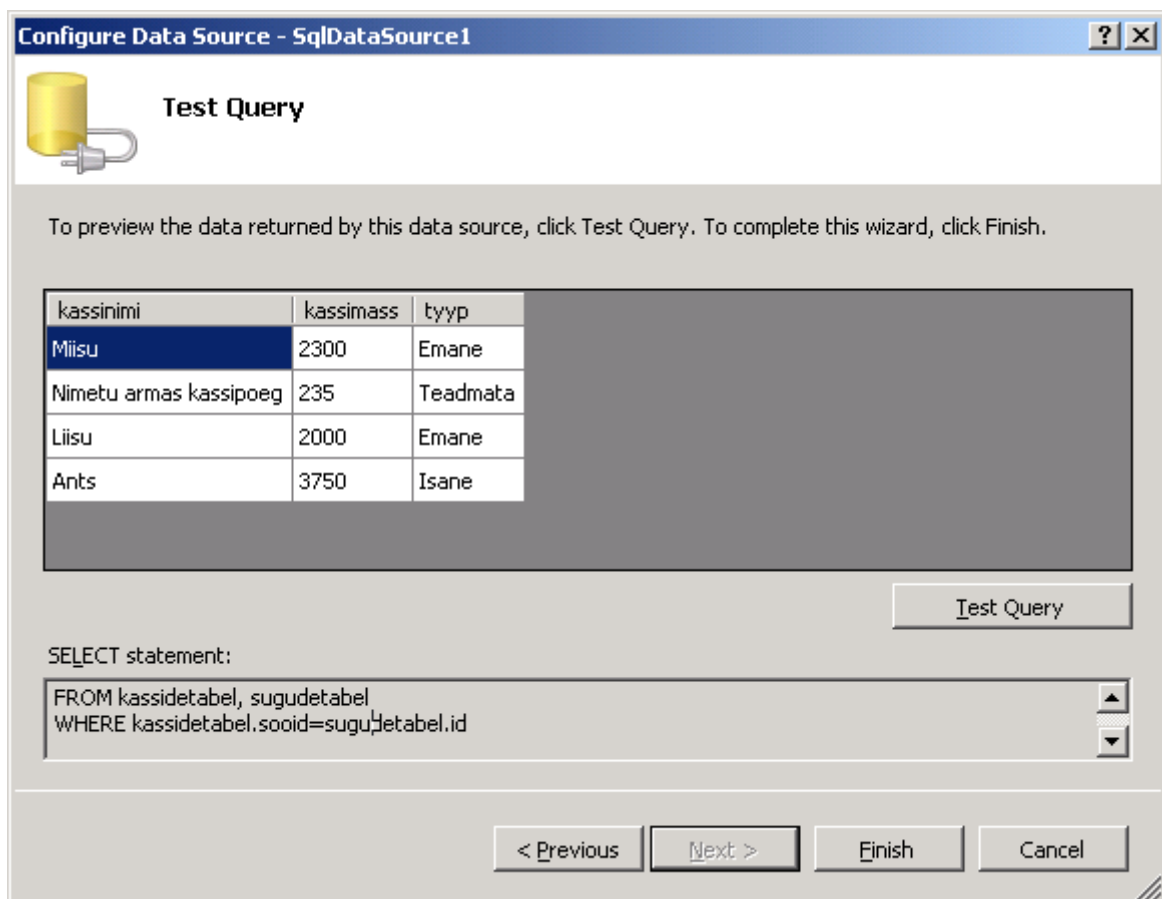 Configure Data Source - SqlDataSource1
Test Query
To preview the data returned by this data source, click Test Query. To complete this wizard, click Finish.
kassinimi kassimass tyyp
Miisu 2300 Emane
Nimetu armas kassipoeg 235 Teadmata
Liisu 2000 Emane
Ants 3750 Isane
Test Query
SELECT statement:
FROM kassidetabel, sugudetabel
WHERE kassidetabel.sooid=sugudetabel.id
< Previous Next > Finish Cancel